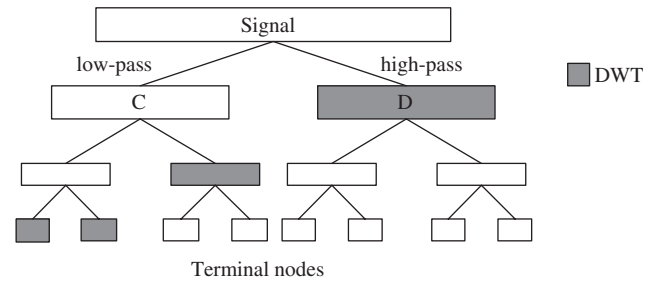 Signal
low-pass
high-pass
DWT
C
D
Terminal nodes